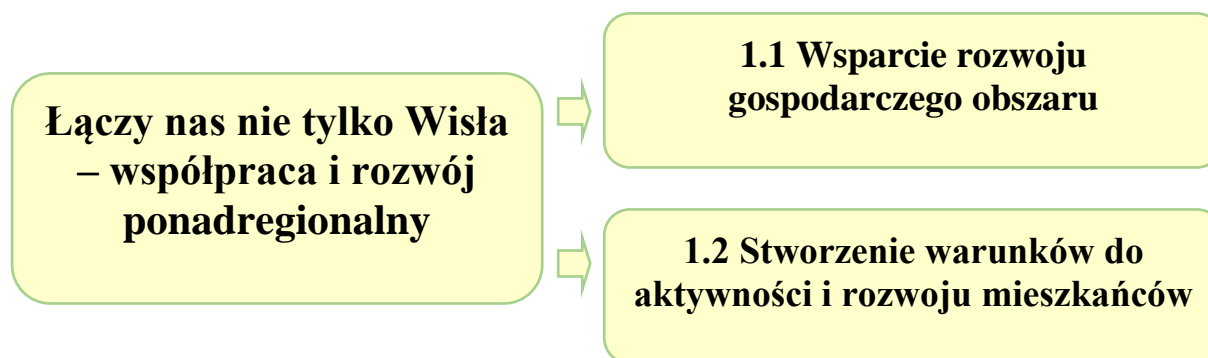 Łączy nas nie tylko Wisła
– współpraca i rozwój
ponadregionalny
1.1 Wsparcie rozwoju
gospodarczego obszaru
1.2 Stworzenie warunków do
aktywności i rozwoju mieszkańców